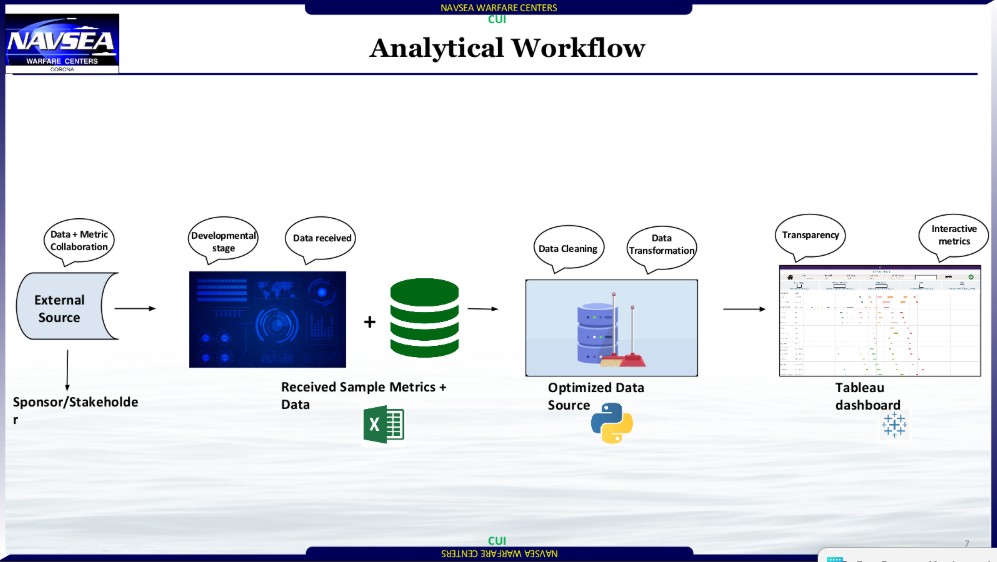 NAVSEA WARFARE CENTERS
CUI
NAVSEA
WARFARE CENTERS
CORONA
Analytical Workflow
Data + Metric
Collaboration
Developmental
stage
Data received
Data Cleaning
Data
Transformation
Transparency
Interactive
metrics
External
Source
+
Sponsor/Stakeholde
r
Received Sample Metrics +
Data
X
Optimized Data
Source
Tableau
dashboard
CUI
NAVSEA WARFARE CENTERS
7